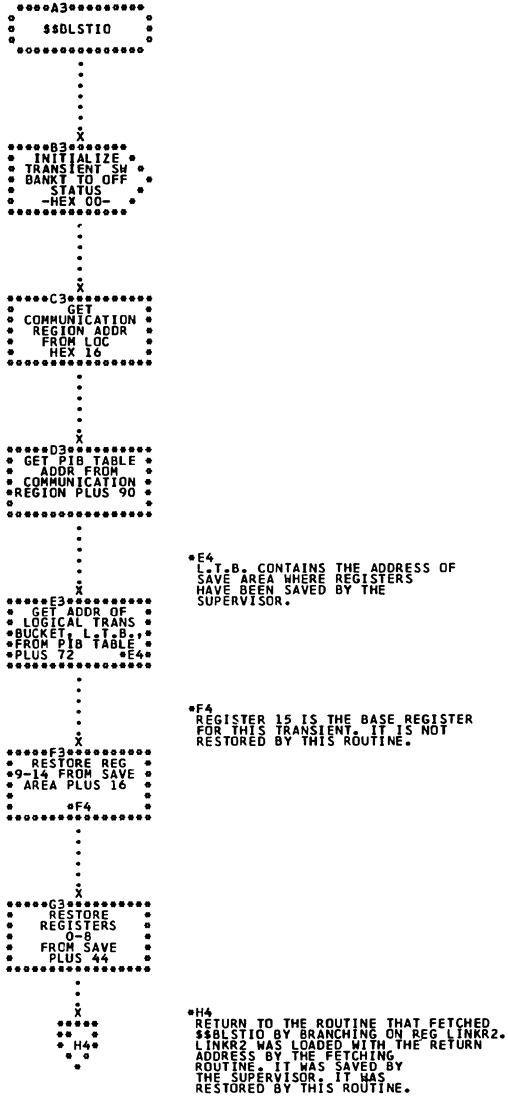 A3
$$BLSTIO
B3
INITIALIZE
TRANSIENT SW
BANKT TO OFF
STATUS
-HEX 00-
X
C3
GET
COMMUNICATION
REGION ADDR
FROM LOC
HEX 16
X
D3
GET PIB TABLE
ADDR FROM
COMMUNICATION
REGION PLUS 90
X
*E4
L.T.B. CONTAINS THE ADDRESS OF
SAVE AREA WHERE REGISTERS
HAVE BEEN SAVED BY THE
SUPERVISOR.
X
E3
GET ADDR OF
LOGICAL TRANS
BUCKET, L.T.B.,
FROM PIB TABLE
PLUS 72 *E4*
*F4
REGISTER 15 IS THE BASE REGISTER
FOR THIS TRANSIENT. IT IS NOT
RESTORED BY THIS ROUTINE.
X
F3
RESTORE REG
9-14 FROM SAVE
AREA PLUS 16
*F4
X
G3
RESTORE
REGISTERS
0-8
FROM SAVE
PLUS 44
X
H4
*H4
RETURN TO THE ROUTINE THAT FETCHED
$$BLSTIO BY BRANCHING ON REG LINKR2.
LINKR2 WAS LOADED WITH THE RETURN
ADDRESS BY THE FETCHING
ROUTINE. IT WAS SAVED BY
THE SUPERVISOR. IT WAS
RESTORED BY THIS ROUTINE.